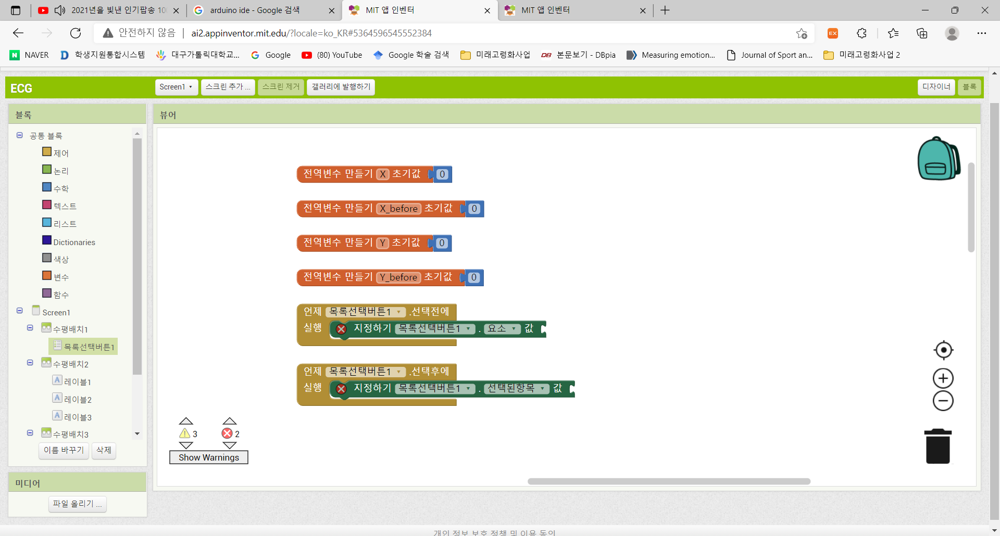 2021년을 빛낸 인기팝송 10
arduino ide - Google 검색
MIT 앱 인벤터
MIT 앱 인벤터
안전하지 않음
ai2.appinventor.mit.edu/?locale=ko_KR#5364596545552384
NAVER
학생지원통합시스템
대구가톨릭대학교...
Google
(80) YouTube
Google 학술 검색
미래고령화사업
본문보기 - DBpia
Measuring emotion...
Journal of Sport an...
미래고령화사업 2
ECG
Screen1
스크린 추가 ...
스크린 제거
갤러리에 발행하기
디자이너
블록
블록
공통 블록
제어
논리
수학
텍스트
리스트
Dictionaries
색상
변수
함수
Screen1
수평배치1
목록선택버튼1
수평배치2
레이블1
레이블2
레이블3
수평배치3
이름 바꾸기
삭제
미디어
파일 올리기 ...
뷰어
전역변수 만들기 X 초기값 0
전역변수 만들기 X_before 초기값 0
전역변수 만들기 Y 초기값 0
전역변수 만들기 Y_before 초기값 0
언제 목록선택버튼1 .선택전에
실행 지정하기 목록선택버튼1 . 요소 값
언제 목록선택버튼1 .선택후에
실행 지정하기 목록선택버튼1 . 선택된항목 값
3
2
Show Warnings
개인 정보 보호 정책 및 이용 동의